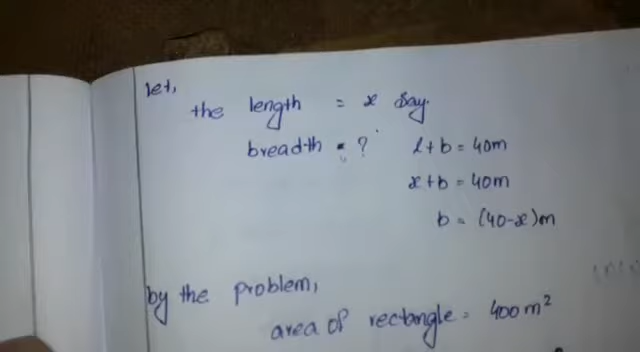 let,
the length = x say.
breadth = ? l+b = 40m
x+b = 40m
b = (40-x)m
by the problem,
area of rectangle = 400m²